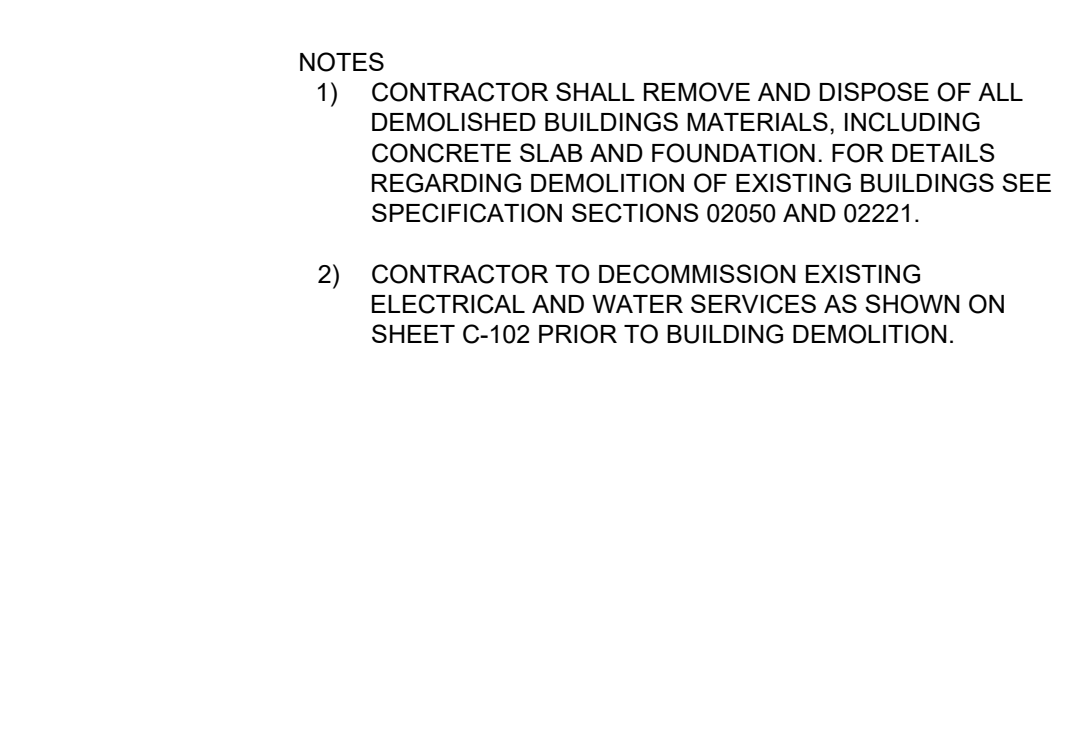 NOTES
1) CONTRACTOR SHALL REMOVE AND DISPOSE OF ALL
DEMOLISHED BUILDINGS MATERIALS, INCLUDING
CONCRETE SLAB AND FOUNDATION. FOR DETAILS
REGARDING DEMOLITION OF EXISTING BUILDINGS SEE
SPECIFICATION SECTIONS 02050 AND 02221.
2) CONTRACTOR TO DECOMMISSION EXISTING
ELECTRICAL AND WATER SERVICES AS SHOWN ON
SHEET C-102 PRIOR TO BUILDING DEMOLITION.